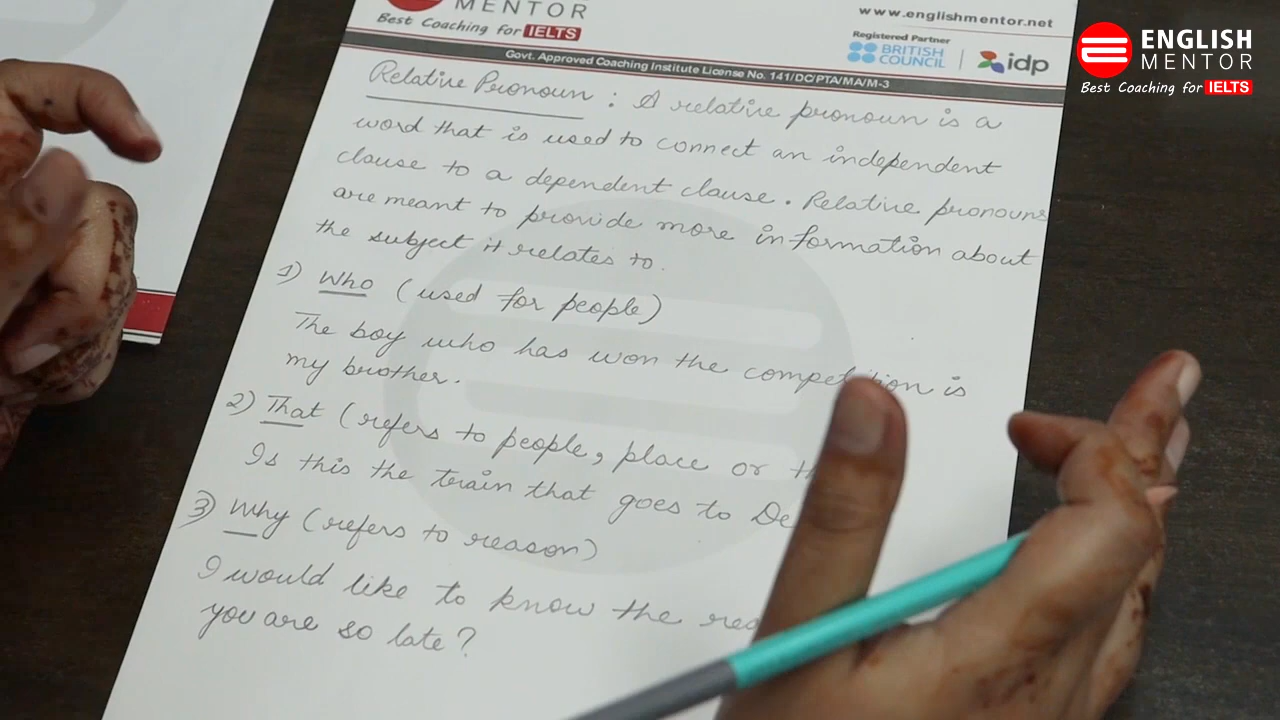 MENTOR
Best Coaching for IELTS
www.englishmentor.net
Registered Partner
BRITISH COUNCIL
idp
Govt. Approved Coaching Institute License No. 141/DC/PTA/MA/M-3
ENGLISH
MENTOR
Best Coaching for IELTS
Relative Pronoun : A relative pronoun is a
word that is used to connect an independent
clause to a dependent clause. Relative pronouns
are meant to provide more information about
the subject it relates to.
1) Who (used for people)
The boy who has won the competition is
my brother.
2) That (refers to people, place or
Is this the train that goes to
3) Why (refers to reason)
I would like to know the
you are so late?